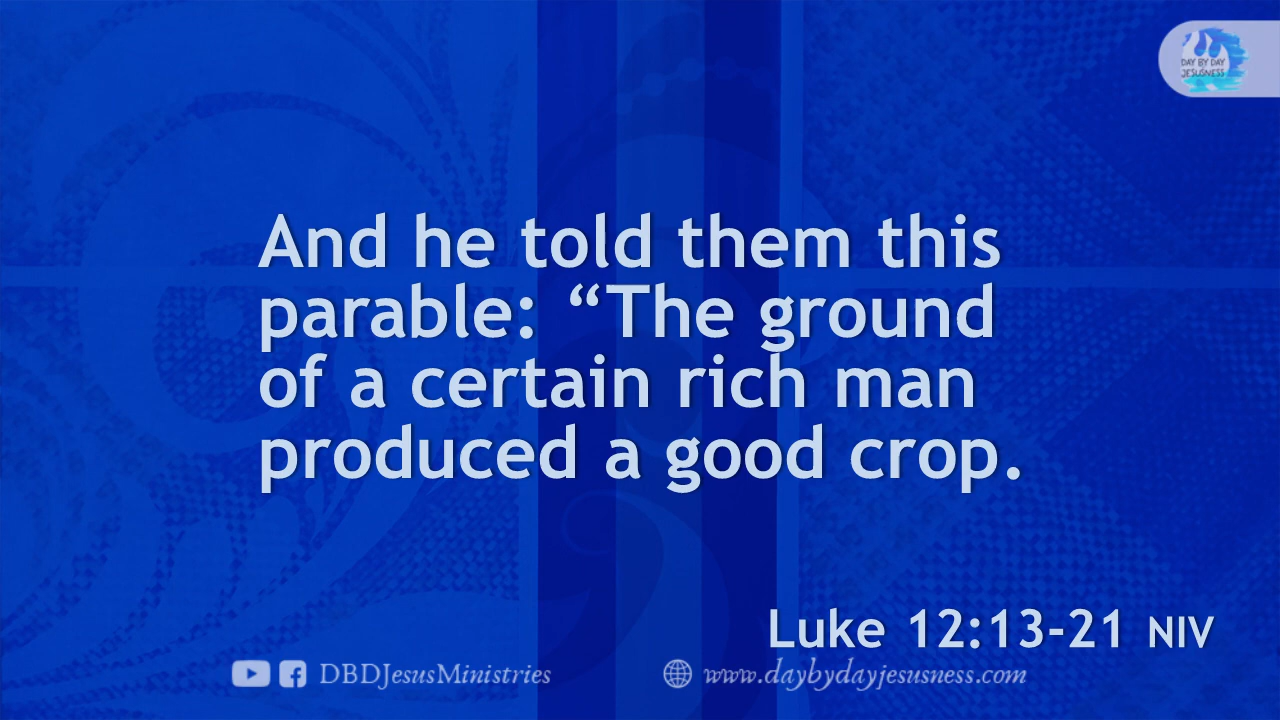 DAY BY DAY
JESUSNESS
And he told them this
parable: “The ground
of a certain rich man
produced a good crop.
Luke 12:13-21 NIV
DBDJesusMinistries
www.daybydayjesusness.com